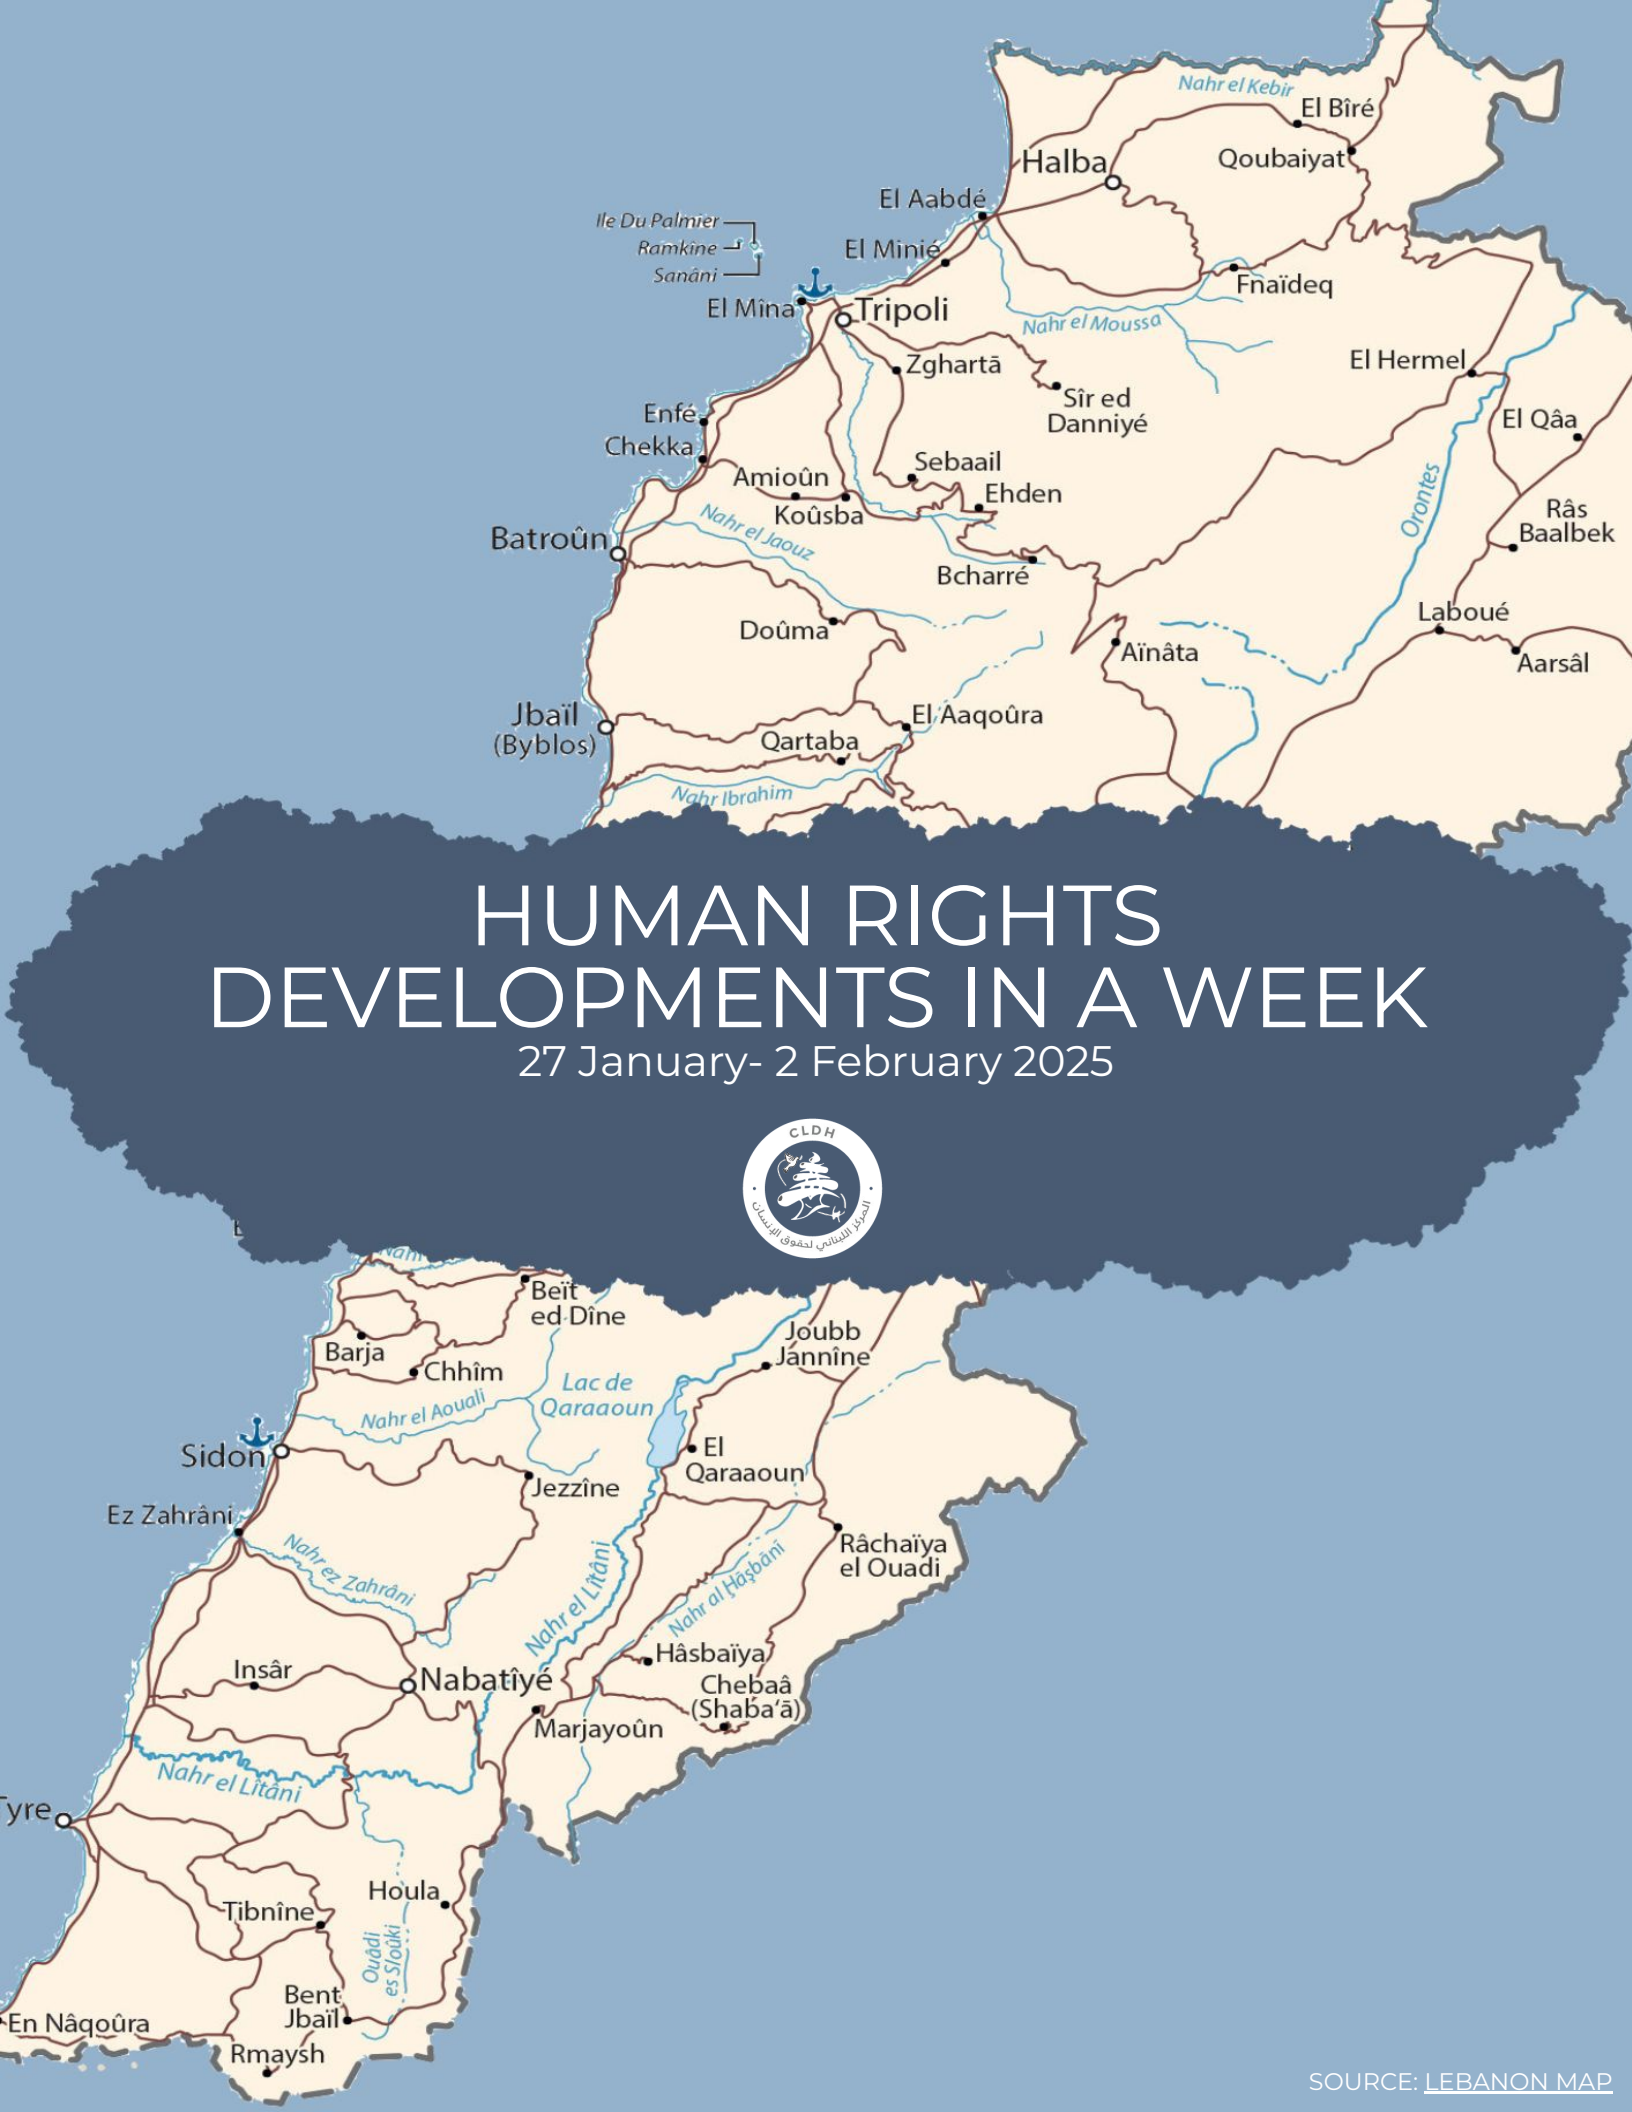 Nahr el Kebir
El Bîré
Halba
Qoubaiyat
El Aabdé
Ile Du Palmier
Ramkine
Sanáni
El Minié
Fnaïdeq
El Mîna
Tripoli
Nahr el Moussa
El Hermel
Zghartā
Sîr ed
Danniyé
Enfé
El Qâa
Chekka
Sebaail
Amioûn
Ehden
Orontes
Koûsba
Râs
Baalbek
Nahr el Jaouz
Batroûn
Bcharré
Laboué
Doûma
Aïnâta
Aarsâl
Jbaïl
(Byblos)
El Aaqoûra
Qartaba
Nahr Ibrahim
HUMAN RIGHTS
DEVELOPMENTS IN A WEEK
27 January- 2 February 2025
CLDH
المركز اللبناني لحقوق الإنسان
Nahr
Beït
ed Dîne
Joubb
Jannîne
Barja
Chhîm
Lac de
Qaraaoun
Nahr el Aouali
Sidon
El
Qaraaoun
Jezzîne
Ez Zahrâni
Nahr ez Zahrâni
Râchaïya
el Ouadi
Nahr el Lîtâni
Nahr al Ḩāşbānī
Hâsbaïya
Insâr
Nabatîyé
Chebaâ
(Shaba‘ā)
Marjayoûn
Nahr el Lîtâni
Tyre
Houla
Tibnîne
Ouâdi
es Sloûki
Bent
Jbaïl
En Nâqoûra
Rmaysh
SOURCE: LEBANON MAP